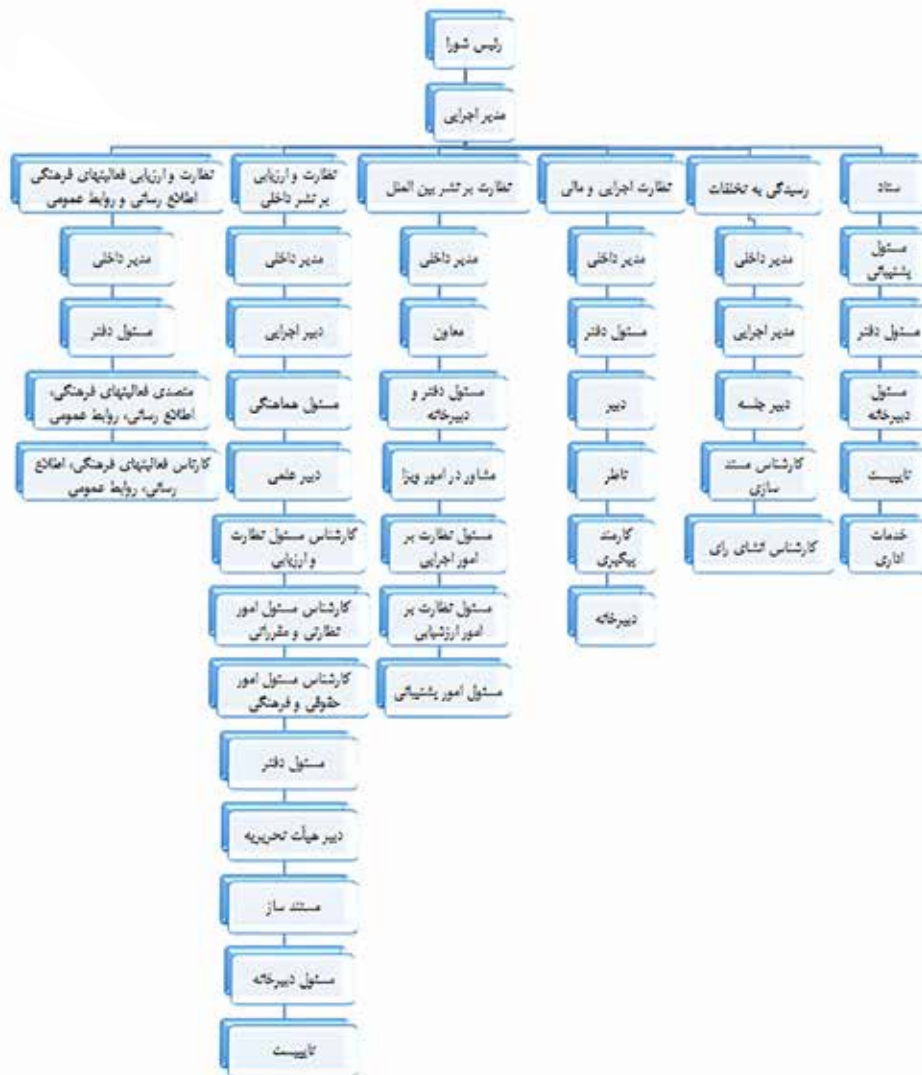 رئیس شورا
مدیر اجرایی
ستاد
مسئول
پشتیبانی
مسئول دفتر
مسئول
دبیرخانه
تایپیست
خدمات
اداری
رسیدگی به تخلفات
مدیر داخلی
مدیر اجرایی
دبیر جلسه
کارشناس مستند
سازی
کارشناس انشای رای
نظارت اجرایی و مالی
مدیر داخلی
مسئول دفتر
دبیر
ناظر
کارمند
پیگیری
دبیرخانه
نظارت بر نشر بین الملل
مدیر داخلی
معاون
مسئول دفتر و
دبیرخانه
مشاور در امور ویزا
مسئول نظارت بر
امور اجرایی
مسئول نظارت بر
امور ارزشیابی
مسئول امور پشتیبانی
نظارت و ارزیابی
بر نشر داخلی
مدیر داخلی
دبیر اجرایی
مسئول هماهنگی
دبیر علمی
کارشناس مسئول نظارت
و ارزیابی
کارشناس مسئول امور
نظارتی و مقرراتی
کارشناس مسئول امور
حقوقی و فرهنگی
مسئول دفتر
دبیر هیأت تحریریه
مستند ساز
مسئول دبیرخانه
تایپیست
نظارت و ارزیابی فعالیتهای فرهنگی
اطلاع رسانی و روابط عمومی
مدیر داخلی
مسئول دفتر
متصدی فعالیتهای فرهنگی،
اطلاع رسانی، روابط عمومی
کارناس فعالیتهای فرهنگی، اطلاع
رسانی، روابط عمومی